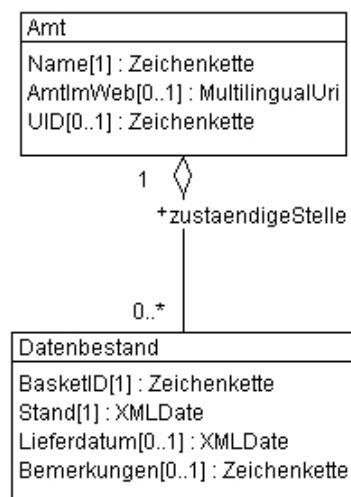 Amt
Name[1] : Zeichenkette
AmtImWeb[0..1] : MultilingualUri
UID[0..1] : Zeichenkette
1
+zustaendigeStelle
0..*
Datenbestand
BasketID[1] : Zeichenkette
Stand[1] : XMLDate
Lieferdatum[0..1] : XMLDate
Bemerkungen[0..1] : Zeichenkette